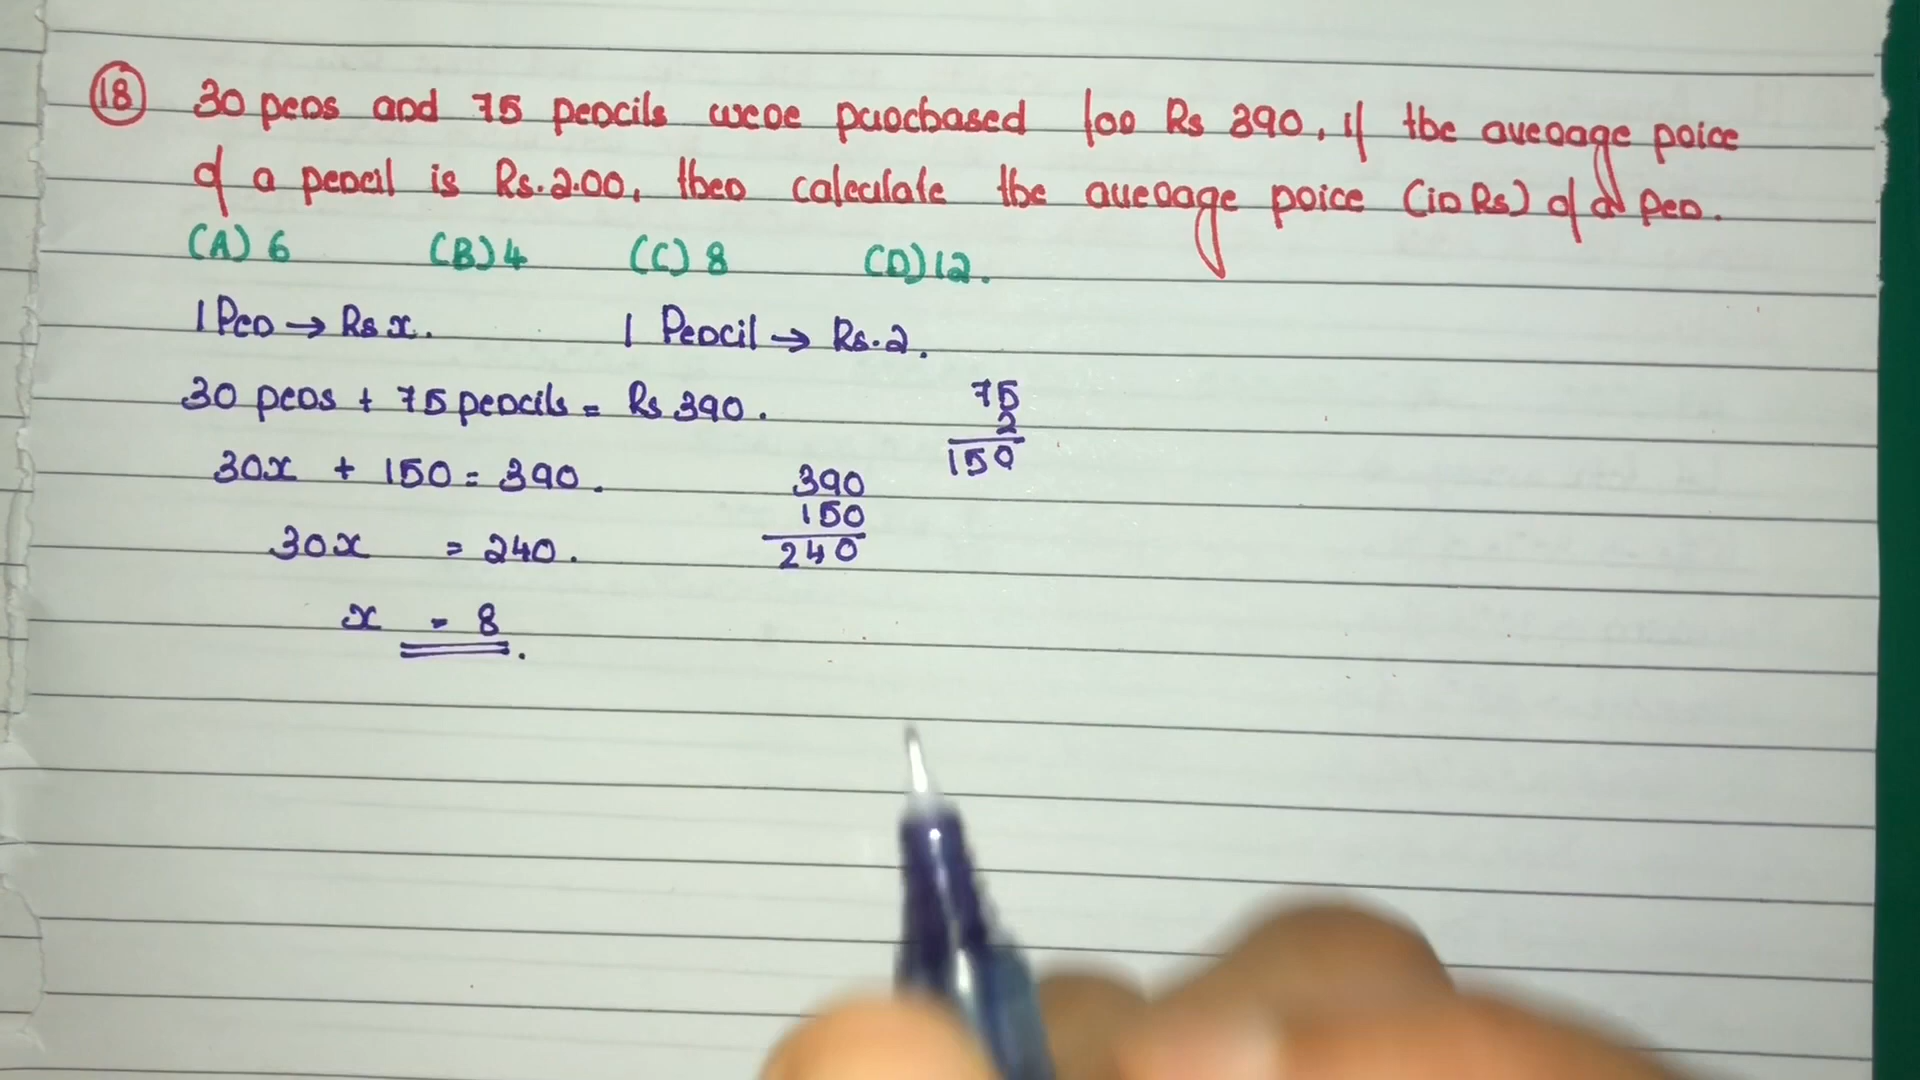 18 30 pens and 75 pencils were purchased for Rs 390. if the average price
of a pencil is Rs.2.00, then calculate the average price (in Rs) of a pen.
(A) 6 (B) 4 (C) 8 (D) 12.
1 Pen → Rs x. 1 Pencil → Rs.2.
30 pens + 75 pencils = Rs 390.
75
2
150
30x + 150 = 390.
390
150
240
30x = 240.
x = 8.